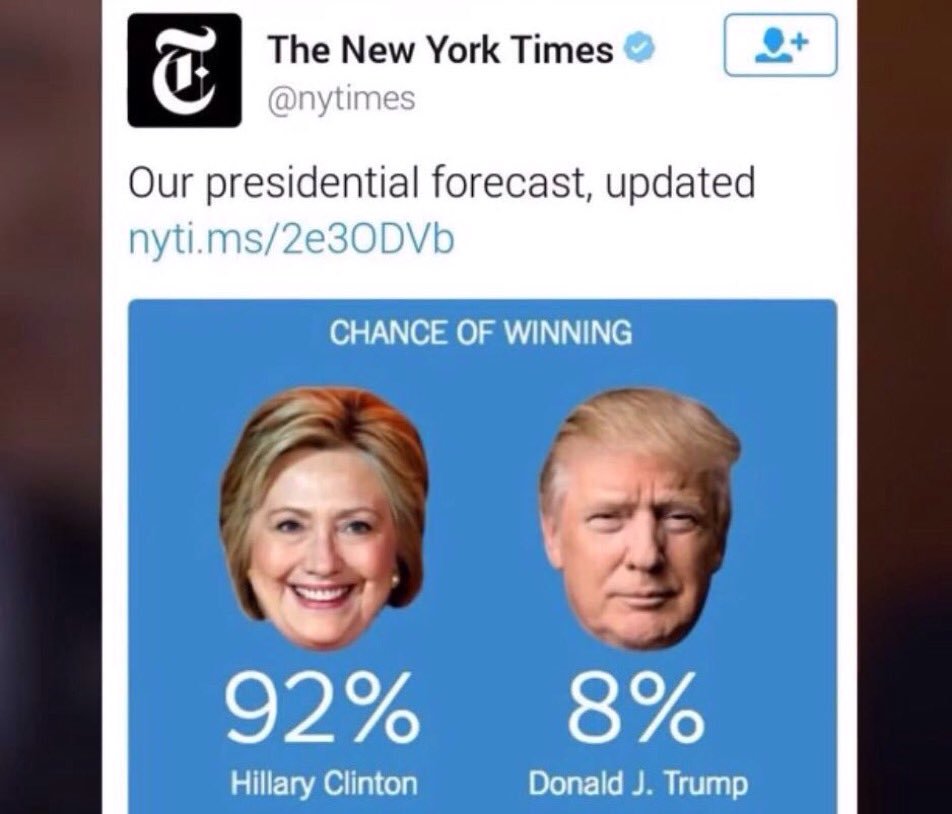 The New York Times
@nytimes
Our presidential forecast, updated
nyti.ms/2e3ODVb
CHANCE OF WINNING
92%
8%
Hillary Clinton
Donald J. Trump